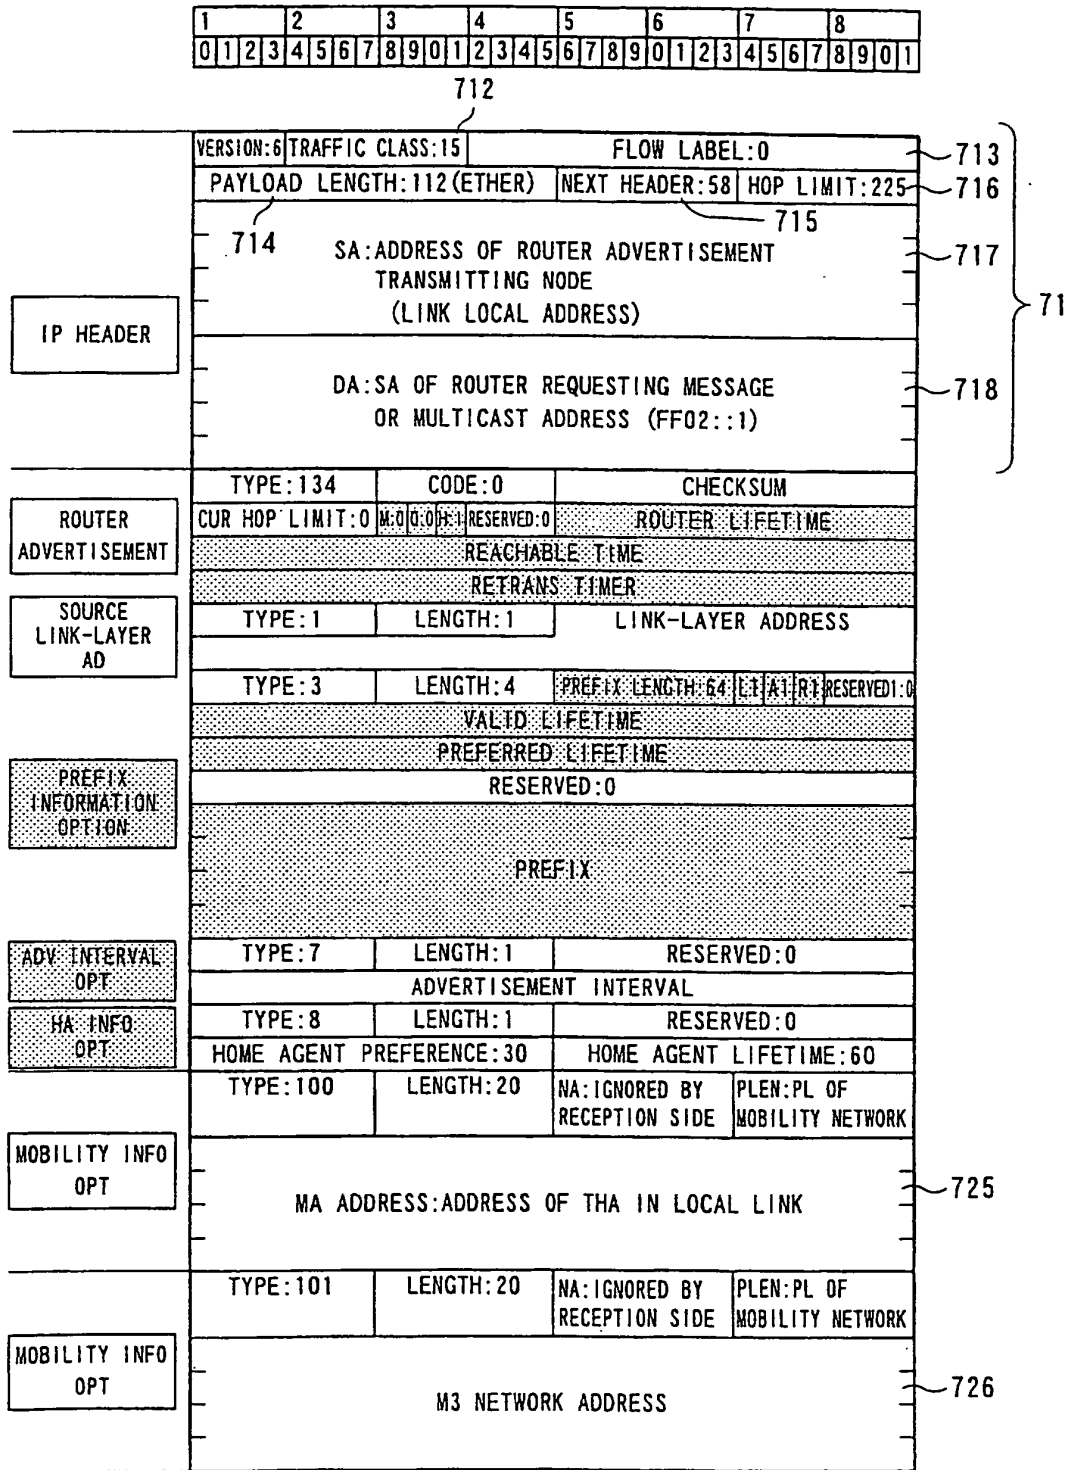 1 2 3 4 5 6 7 8
0 1 2 3 4 5 6 7 8 9 0 1 2 3 4 5 6 7 8 9 0 1 2 3 4 5 6 7 8 9 0 1
712
VERSION:6 TRAFFIC CLASS:15 FLOW LABEL:0 713
PAYLOAD LENGTH:112(ETHER) NEXT HEADER:58 HOP LIMIT:225 716
714 715
SA:ADDRESS OF ROUTER ADVERTISEMENT 717
TRANSMITTING NODE
(LINK LOCAL ADDRESS)
71
IP HEADER
DA:SA OF ROUTER REQUESTING MESSAGE 718
OR MULTICAST ADDRESS (FF02::1)
TYPE:134 CODE:0 CHECKSUM
ROUTER
ADVERTISEMENT
CUR HOP LIMIT:0 M:0 O:0 H:1 RESERVED:0 ROUTER LIFETIME
REACHABLE TIME
RETRANS TIMER
SOURCE
LINK-LAYER
AD
TYPE:1 LENGTH:1 LINK-LAYER ADDRESS
TYPE:3 LENGTH:4 PREFIX LENGTH:64 L1 A1 R1 RESERVED1:0
VALID LIFETIME
PREFERRED LIFETIME
RESERVED:0
PREFIX
INFORMATION
OPTION
PREFIX
ADV INTERVAL
OPT
TYPE:7 LENGTH:1 RESERVED:0
ADVERTISEMENT INTERVAL
HA INFO
OPT
TYPE:8 LENGTH:1 RESERVED:0
HOME AGENT PREFERENCE:30 HOME AGENT LIFETIME:60
TYPE:100 LENGTH:20 NA:IGNORED BY PLEN:PL OF
RECEPTION SIDE MOBILITY NETWORK
MOBILITY INFO
OPT
MA ADDRESS:ADDRESS OF THA IN LOCAL LINK 725
TYPE:101 LENGTH:20 NA:IGNORED BY PLEN:PL OF
RECEPTION SIDE MOBILITY NETWORK
MOBILITY INFO
OPT
M3 NETWORK ADDRESS 726